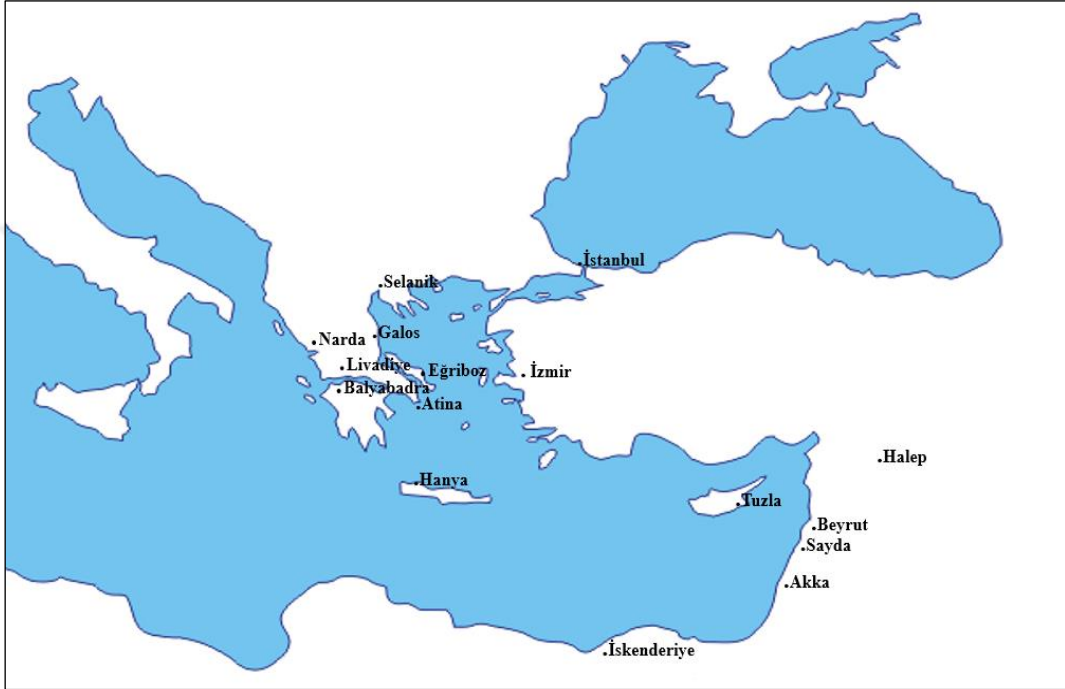 İstanbul
Selanik
Galos
Narda
Livadiye
Eğriboz
İzmir
Balyabadra
Atina
Halep
Hanya
Tuzla
Beyrut
Sayda
Akka
İskenderiye